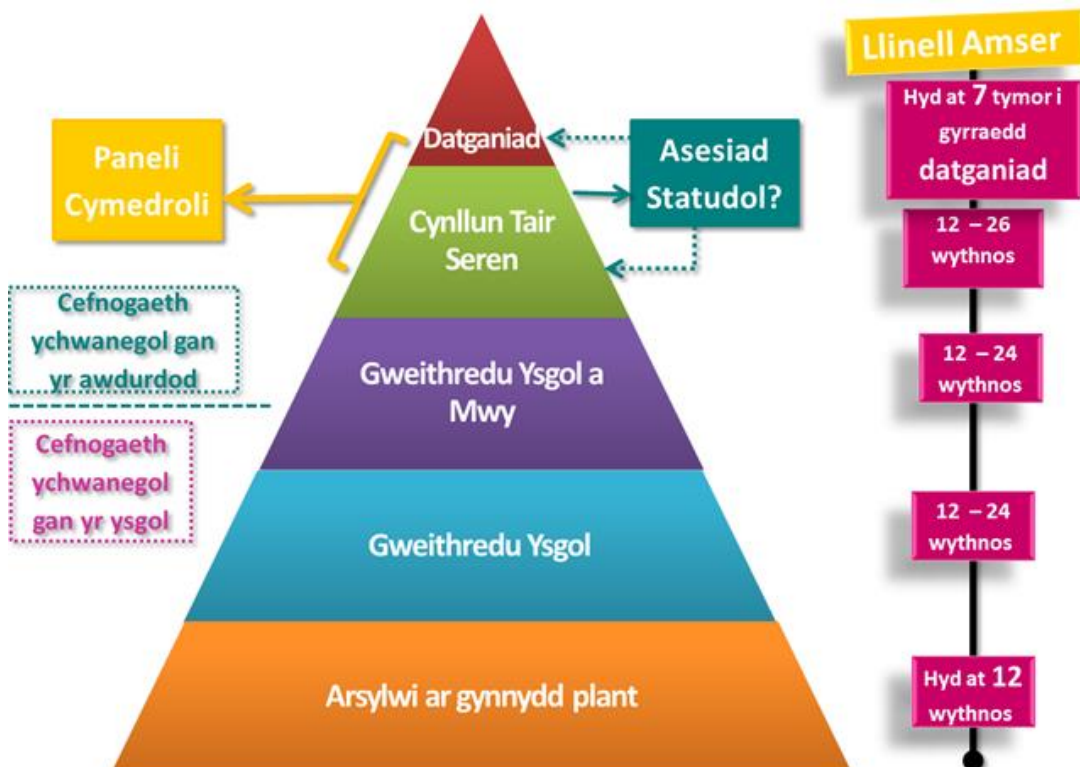 Llinell Amser
Hyd at 7 tymor i
gyrraedd
datganiad
Datganiad
Paneli
Cymedroli
Asesiad
Statudol?
Cynllun Tair
Seren
12 – 26
wythnos
Cefnogaeth
ychwanegol gan
yr awdurdod
Gweithredu Ysgol a
Mwy
12 – 24
wythnos
Cefnogaeth
ychwanegol
gan yr ysgol
Gweithredu Ysgol
12 – 24
wythnos
Arsylwi ar gynnydd plant
Hyd at 12
wythnos